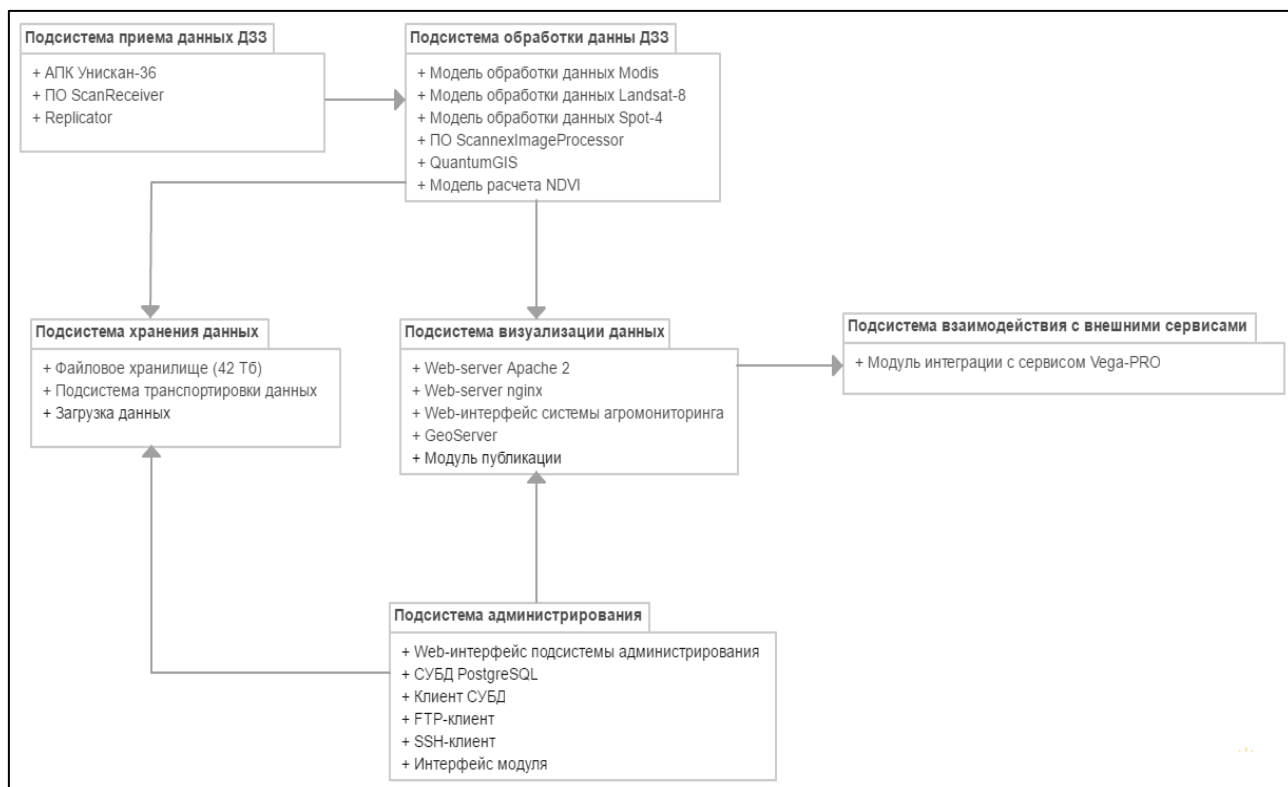 Подсистема приема данных ДЗЗ
+ АПК Унискан-36
+ ПО ScanReceiver
+ Replicator
Подсистема обработки данны ДЗЗ
+ Модель обработки данных Modis
+ Модель обработки данных Landsat-8
+ Модель обработки данных Spot-4
+ ПО ScannexImageProcessor
+ QuantumGIS
+ Модель расчета NDVI
Подсистема хранения данных
+ Файловое хранилище (42 Тб)
+ Подсистема транспортировки данных
+ Загрузка данных
Подсистема визуализации данных
+ Web-server Apache 2
+ Web-server nginx
+ Web-интерфейс системы агромониторинга
+ GeoServer
+ Модуль публикации
Подсистема взаимодействия с внешними сервисами
+ Модуль интеграции с сервисом Vega-PRO
Подсистема администрирования
+ Web-интерфейс подсистемы администрирования
+ СУБД PostgreSQL
+ Клиент СУБД
+ FTP-клиент
+ SSH-клиент
+ Интерфейс модуля